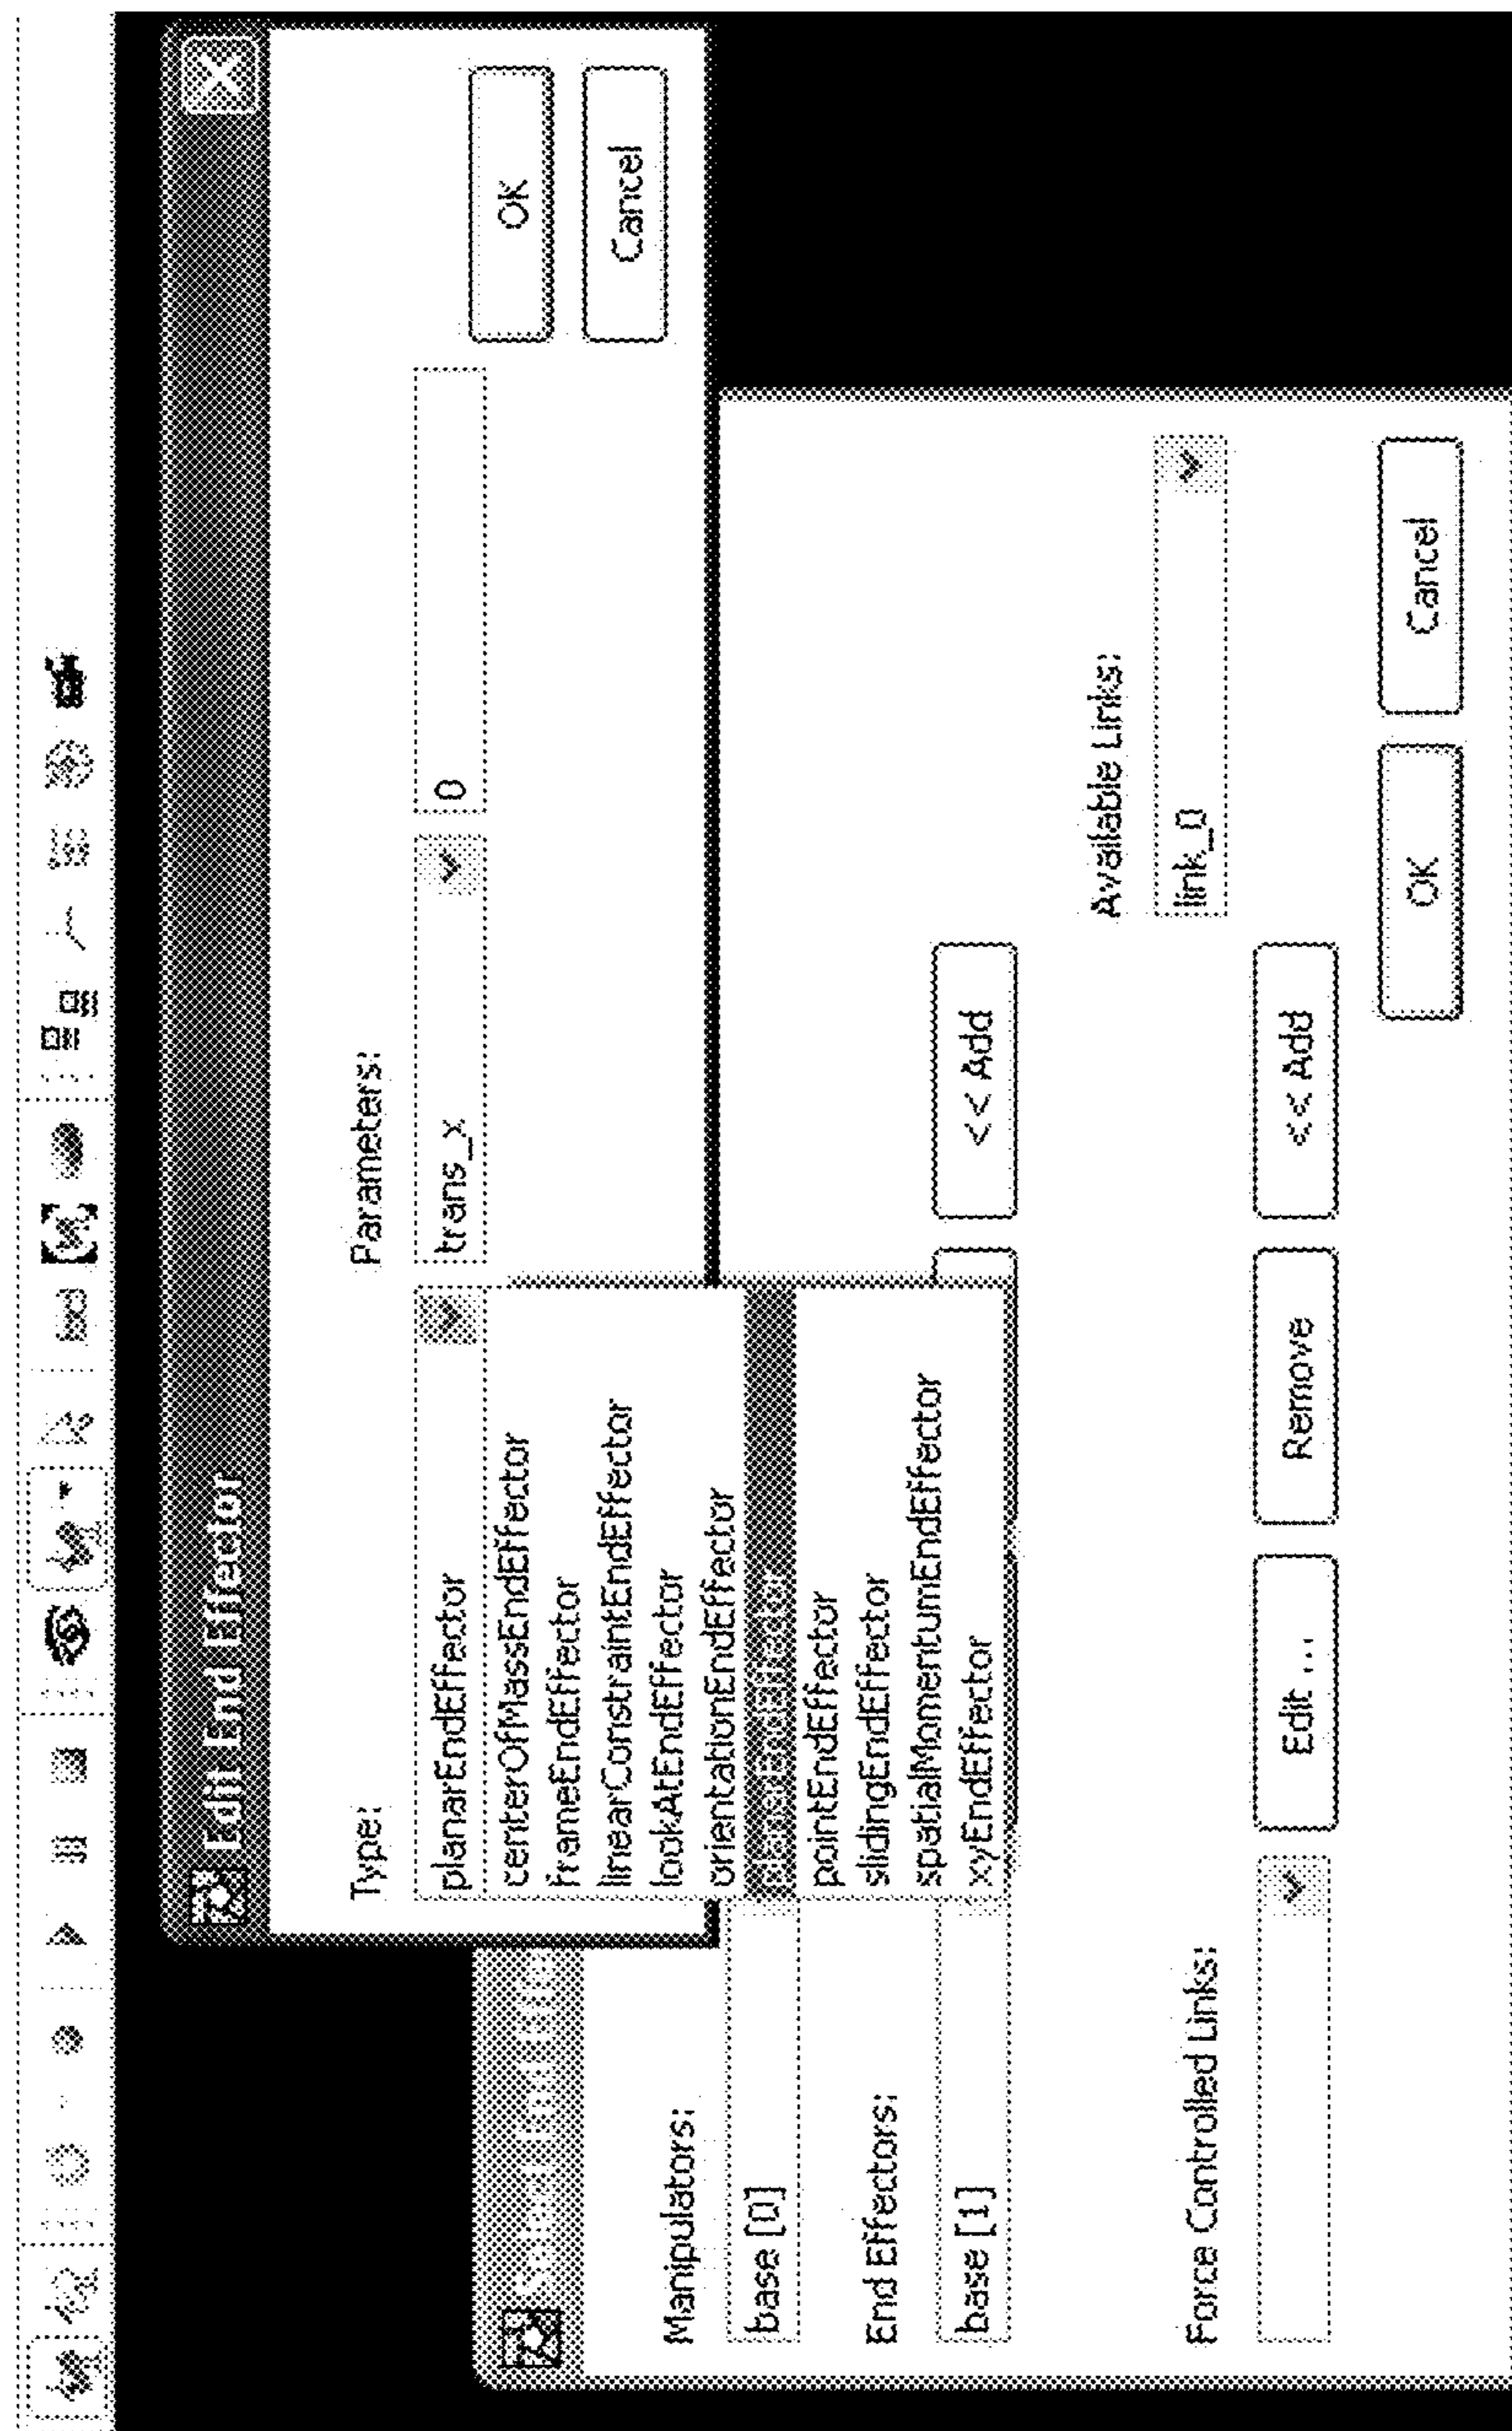 Edit End Effector
Type:
Parameters:
planarEndEffector
trans_x
0
centerOfMassEndEffector
frameEndEffector
linearConstraintEndEffector
lookAtEndEffector
orientationEndEffector
planarEndEffector
pointEndEffector
slidingEndEffector
spatialMomentumEndEffector
xyEndEffector
OK
Cancel
Manipulators:
base [0]
End Effectors:
base [1]
<< Add
Force Controlled Links:
Available Links:
link_0
Edit ...
Remove
<< Add
OK
Cancel